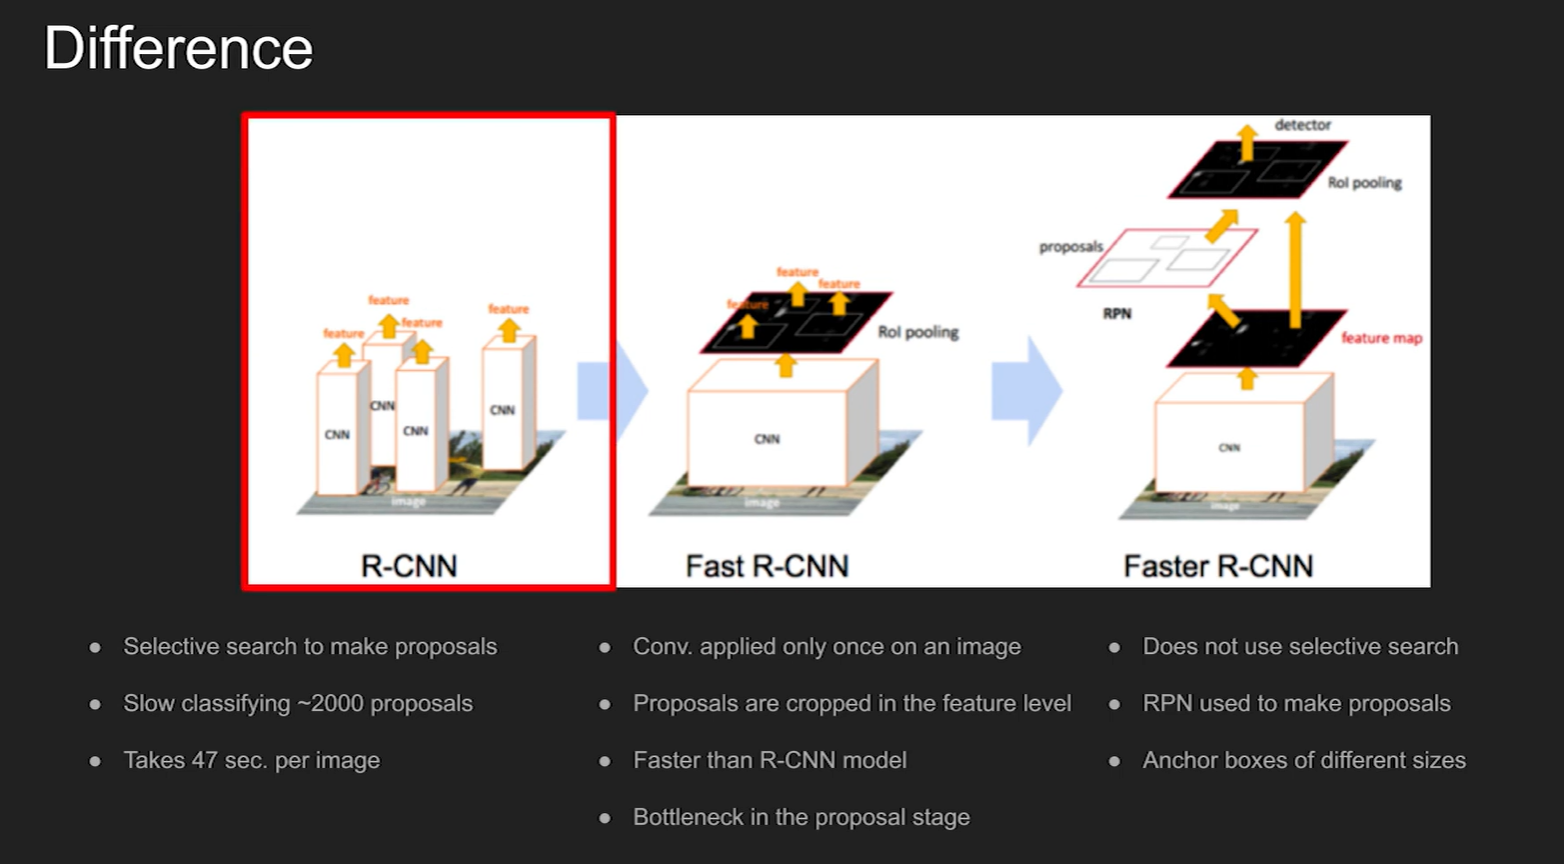 Difference
feature
feature
feature
feature
CNN
CNN
CNN
CNN
image
R-CNN
feature
feature
feature
RoI pooling
CNN
image
Fast R-CNN
detector
RoI pooling
proposals
RPN
feature map
CNN
image
Faster R-CNN
● Selective search to make proposals
● Slow classifying ~2000 proposals
● Takes 47 sec. per image
● Conv. applied only once on an image
● Proposals are cropped in the feature level
● Faster than R-CNN model
● Bottleneck in the proposal stage
● Does not use selective search
● RPN used to make proposals
● Anchor boxes of different sizes